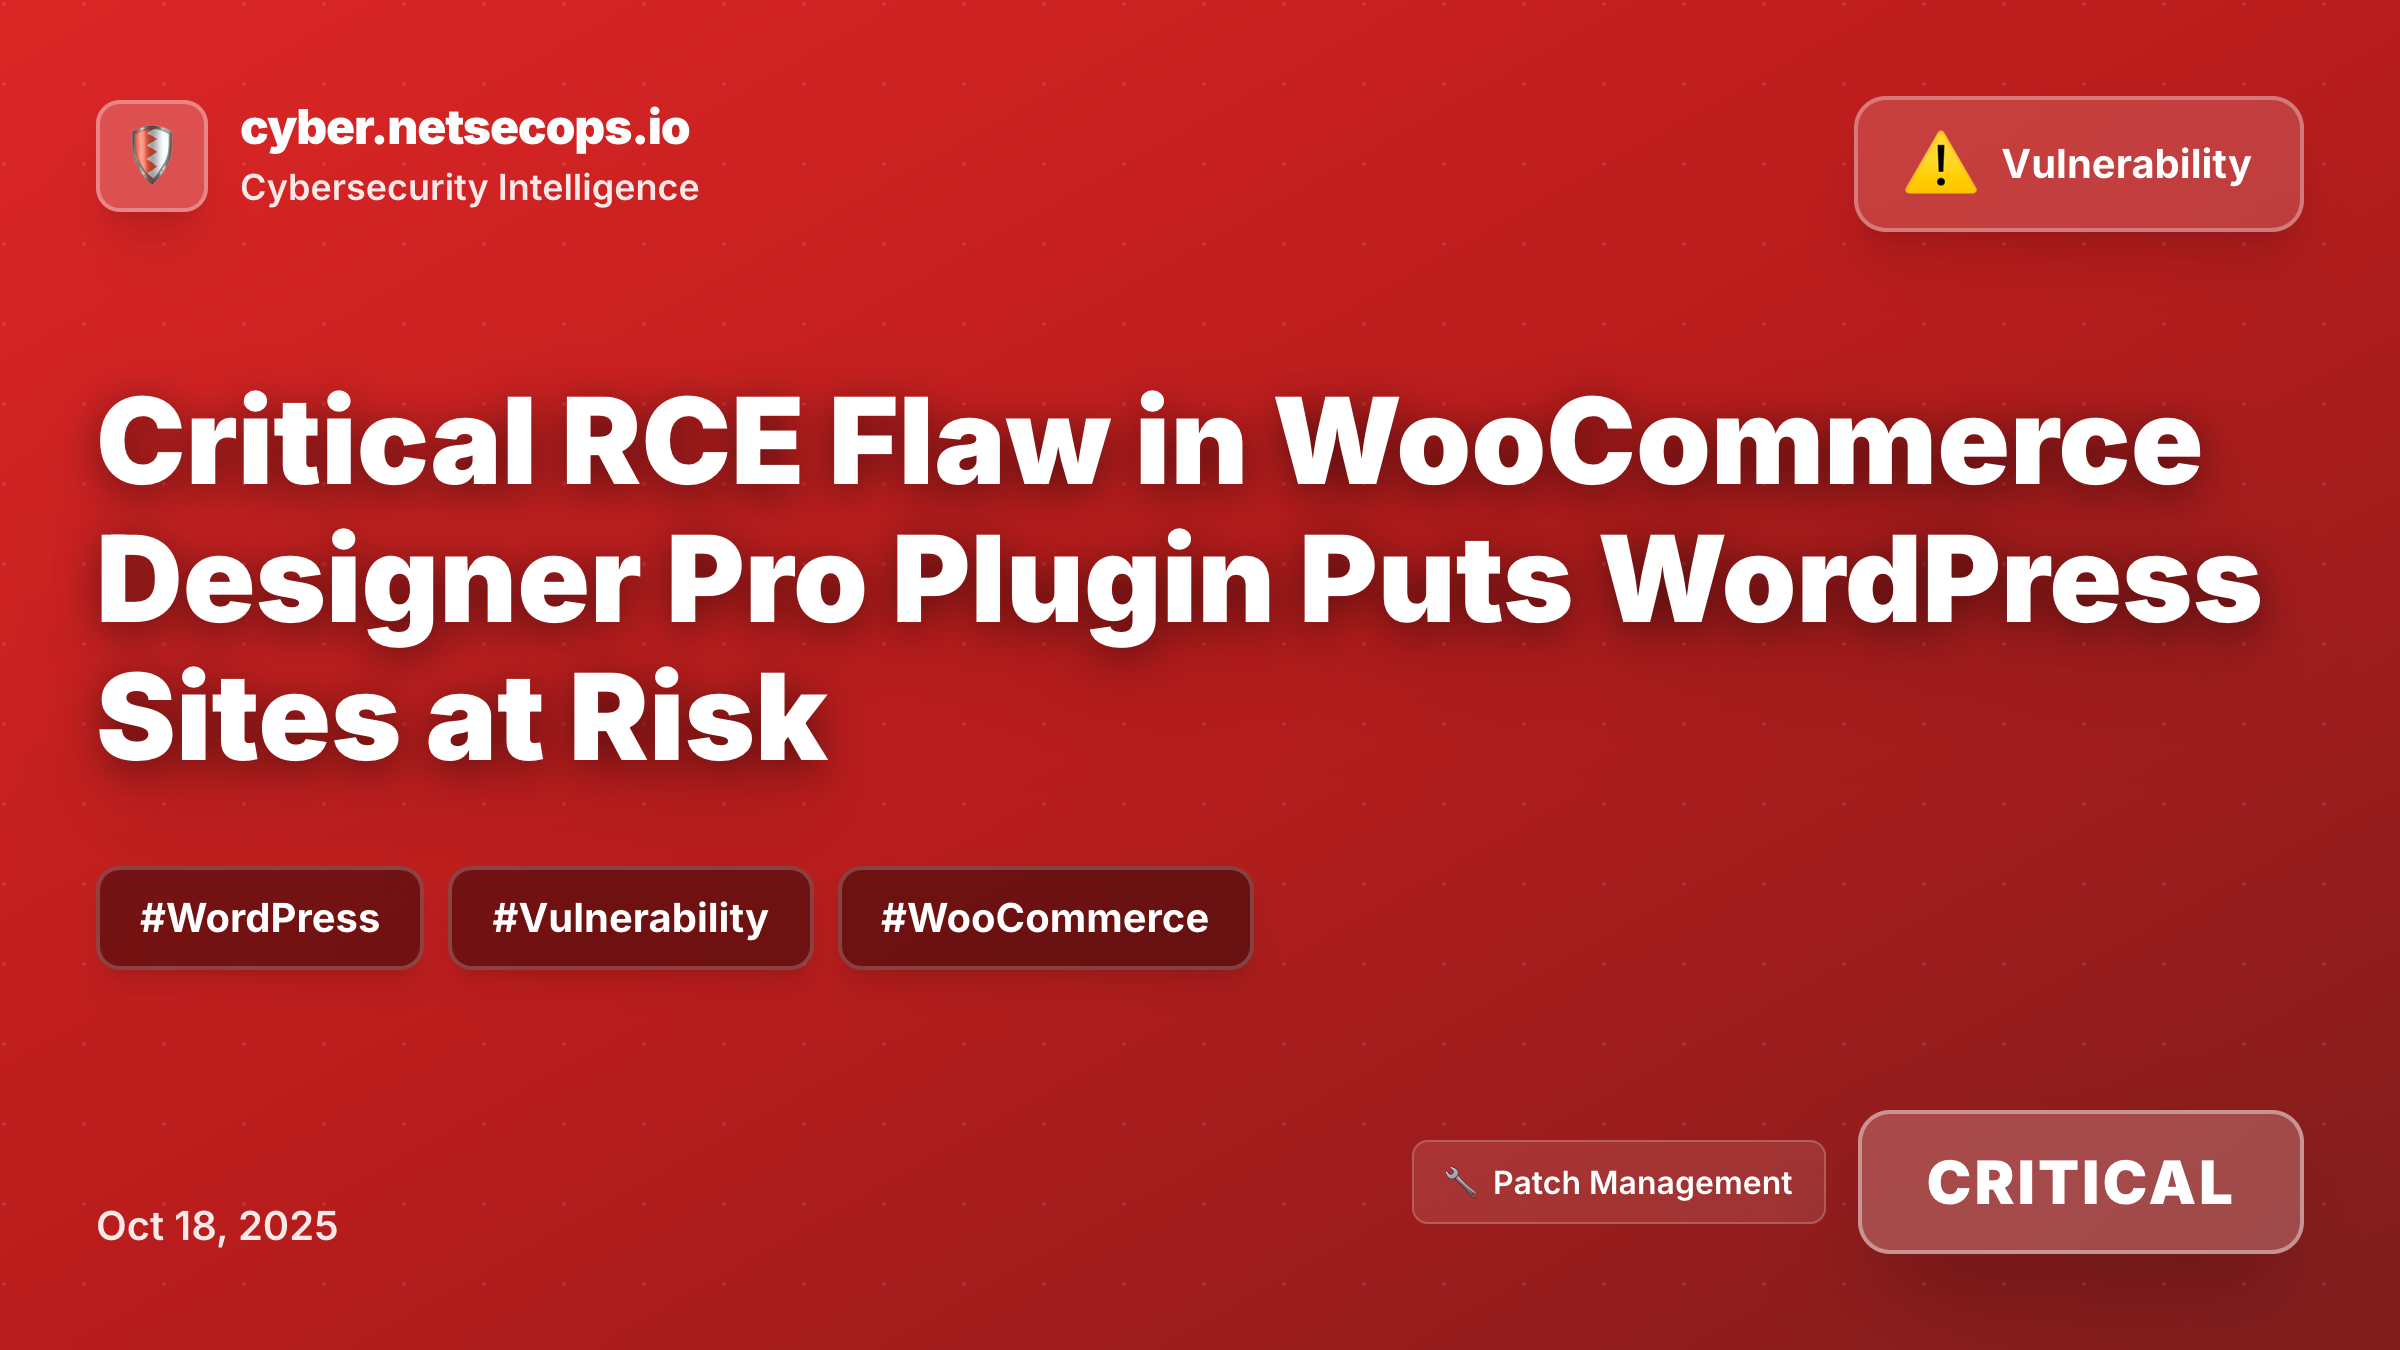 cyber.netsecops.io
Cybersecurity Intelligence
Vulnerability
Critical RCE Flaw in WooCommerce
Designer Pro Plugin Puts WordPress
Sites at Risk
#WordPress
#Vulnerability
#WooCommerce
Patch Management
CRITICAL
Oct 18, 2025